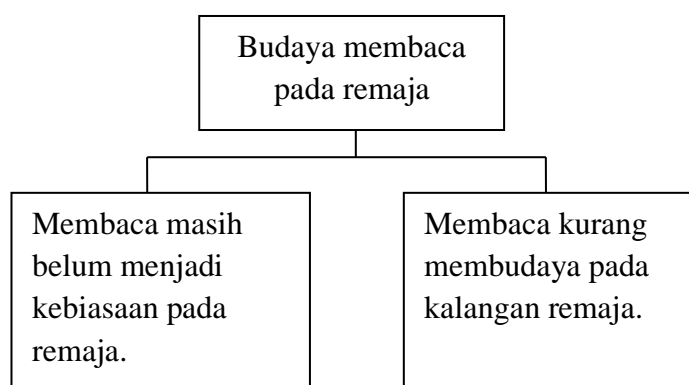 Budaya membaca
pada remaja
Membaca masih
belum menjadi
kebiasaan pada
remaja.
Membaca kurang
membudaya pada
kalangan remaja.